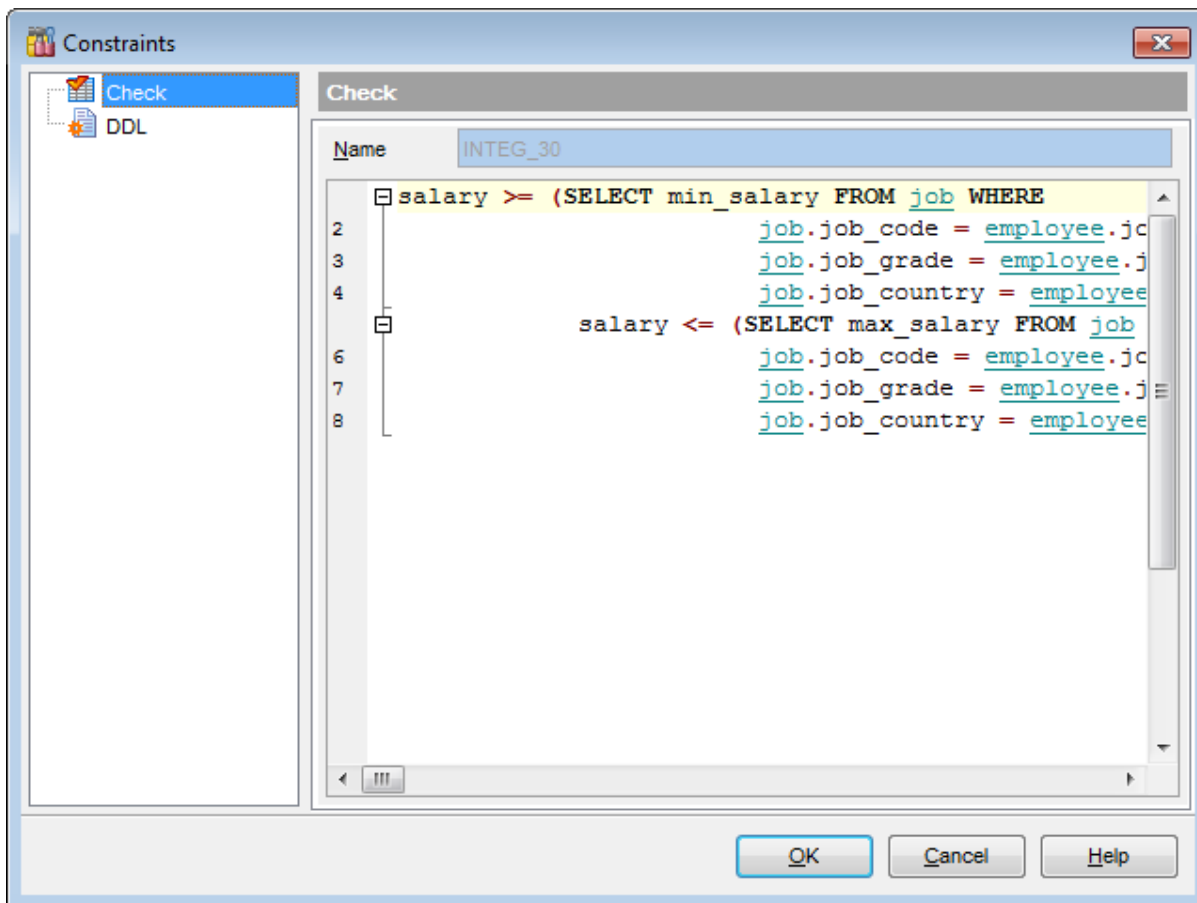 Constraints
Check
DDL
Check
Name INTEG_30
salary >= (SELECT min_salary FROM job WHERE
2 job.job_code = employee.jo
3 job.job_grade = employee.j
4 job.job_country = employee
salary <= (SELECT max_salary FROM job
6 job.job_code = employee.jo
7 job.job_grade = employee.j
8 job.job_country = employee
OK Cancel Help